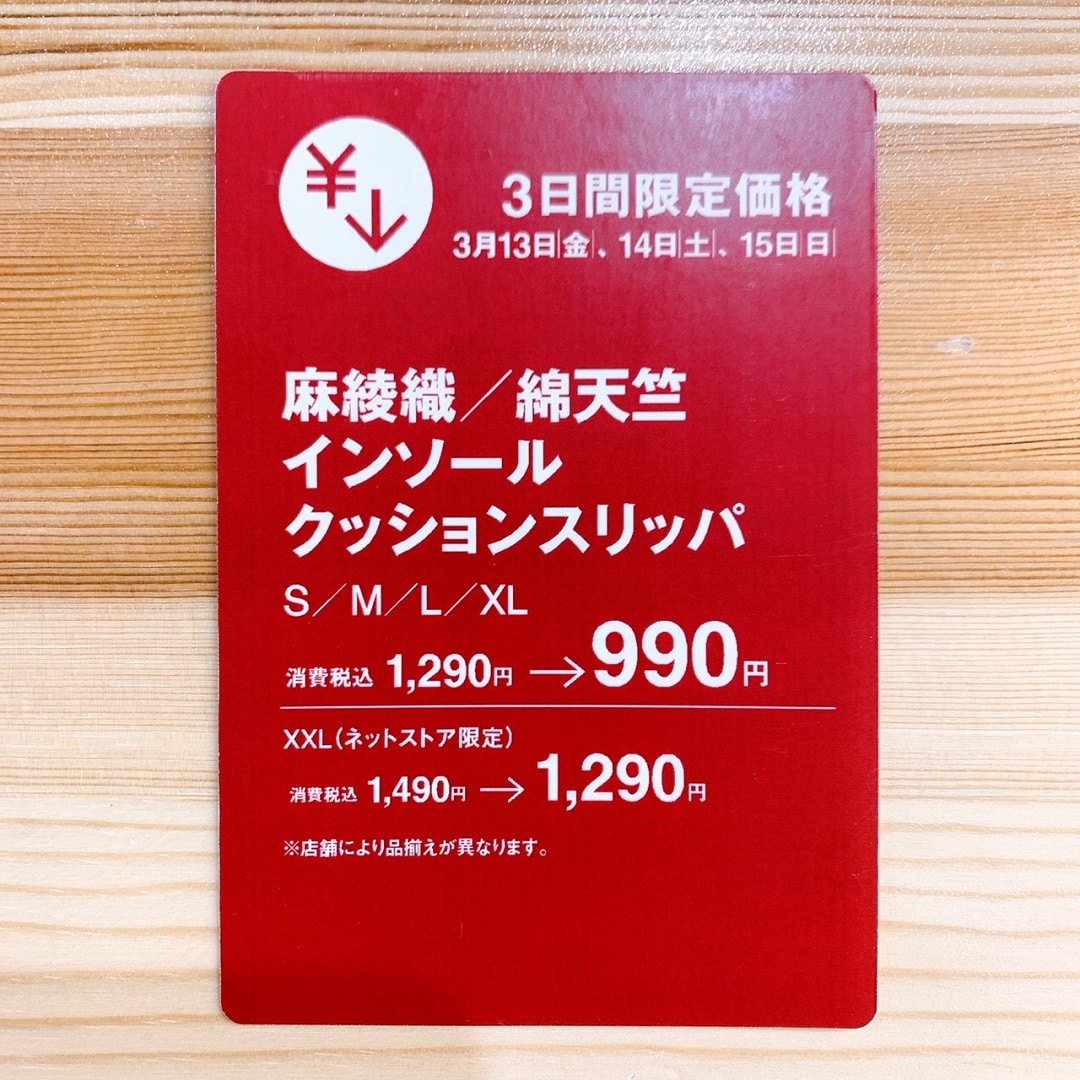 ¥↓
3日間限定価格
3月13日|金|、14日|土|、15日|日|
麻綾織／綿天竺
インソール
クッションスリッパ
S／M／L／XL
消費税込 1,290円 →990円
XXL（ネットストア限定）
消費税込 1,490円 →1,290円
※店舗により品揃えが異なります。